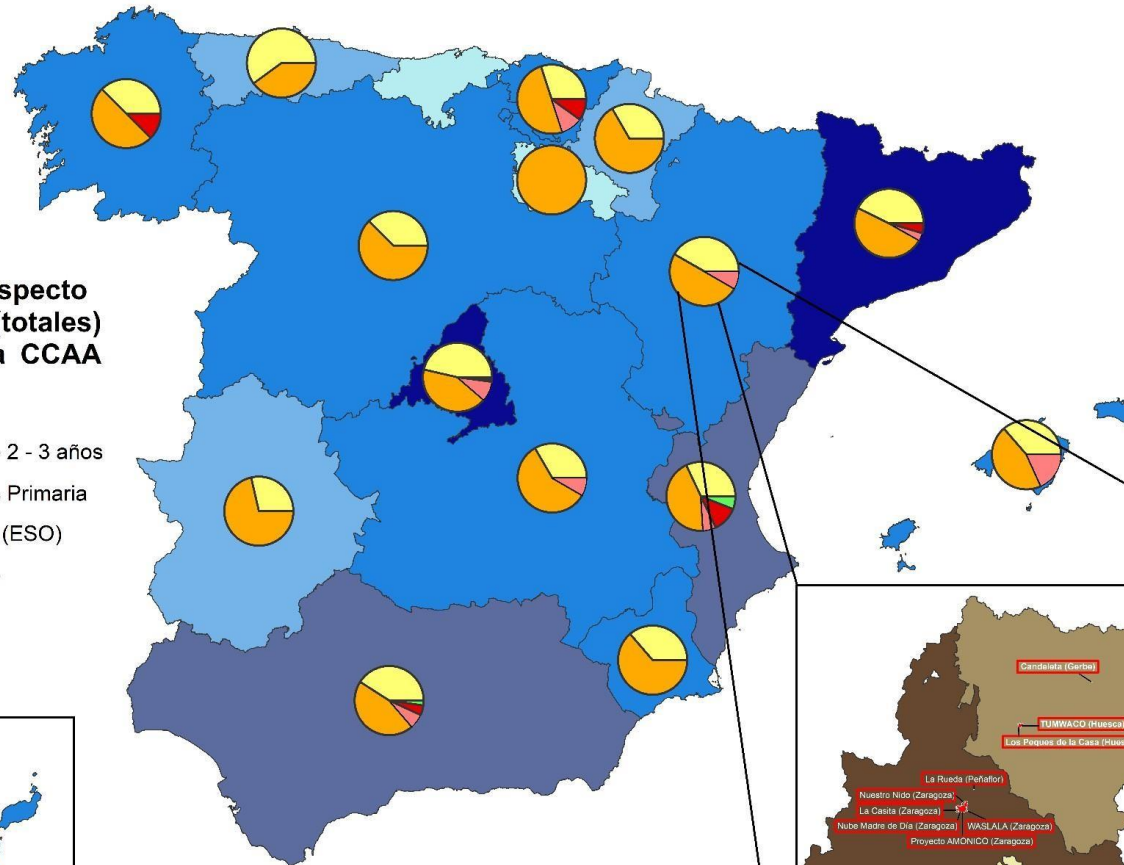 specto
(totales)
CCAA
2 - 3 años
Primaria
(ESO)
Candeleta (Gerbe)
TUMWACO (Huesca)
Los Peques de la Casa (Hues
La Rueda (Peñaflor)
Nuestro Nido (Zaragoza)
La Casita (Zaragoza)
Nube Madre de Día (Zaragoza)
WASLALA (Zaragoza)
Proyecto AMONICO (Zaragoza)